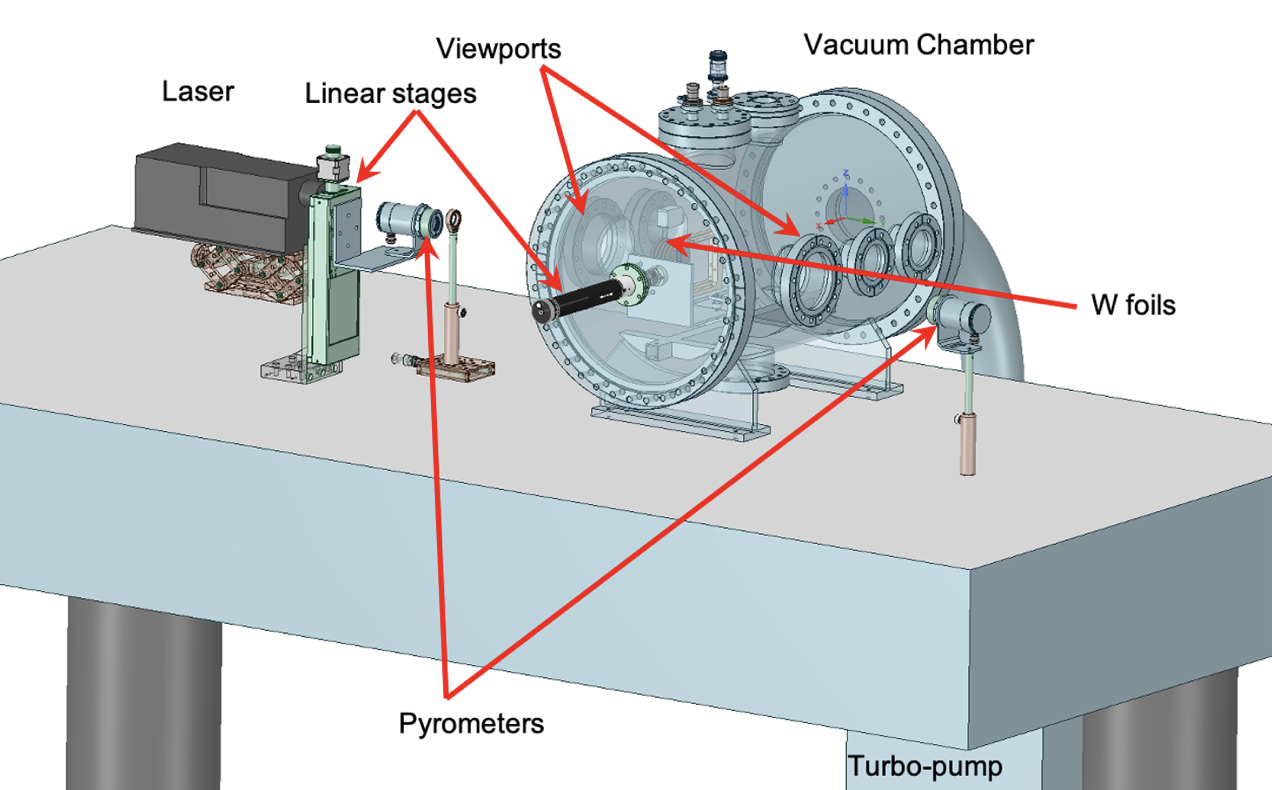 Viewports
Vacuum Chamber
Laser
Linear stages
W foils
Pyrometers
Turbo-pump